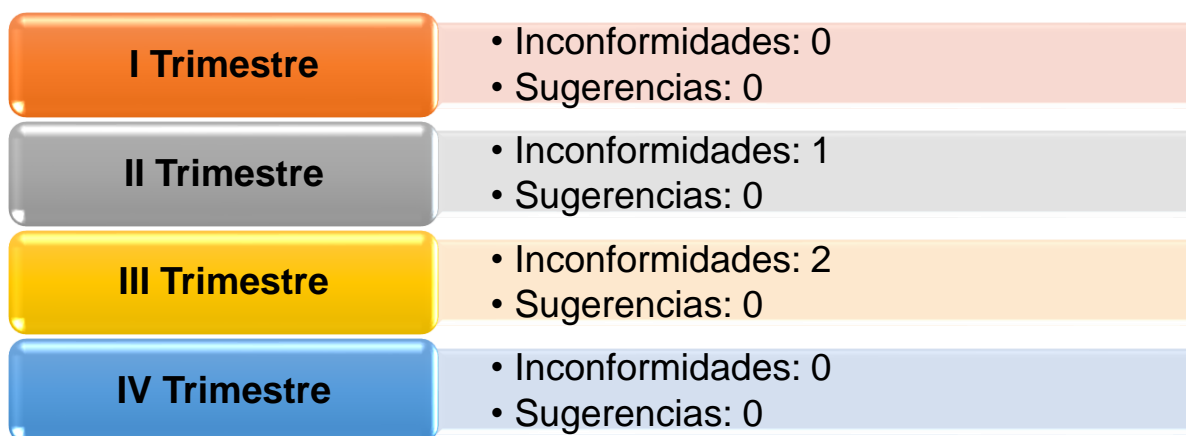 I Trimestre
• Inconformidades: 0
• Sugerencias: 0
II Trimestre
• Inconformidades: 1
• Sugerencias: 0
III Trimestre
• Inconformidades: 2
• Sugerencias: 0
IV Trimestre
• Inconformidades: 0
• Sugerencias: 0